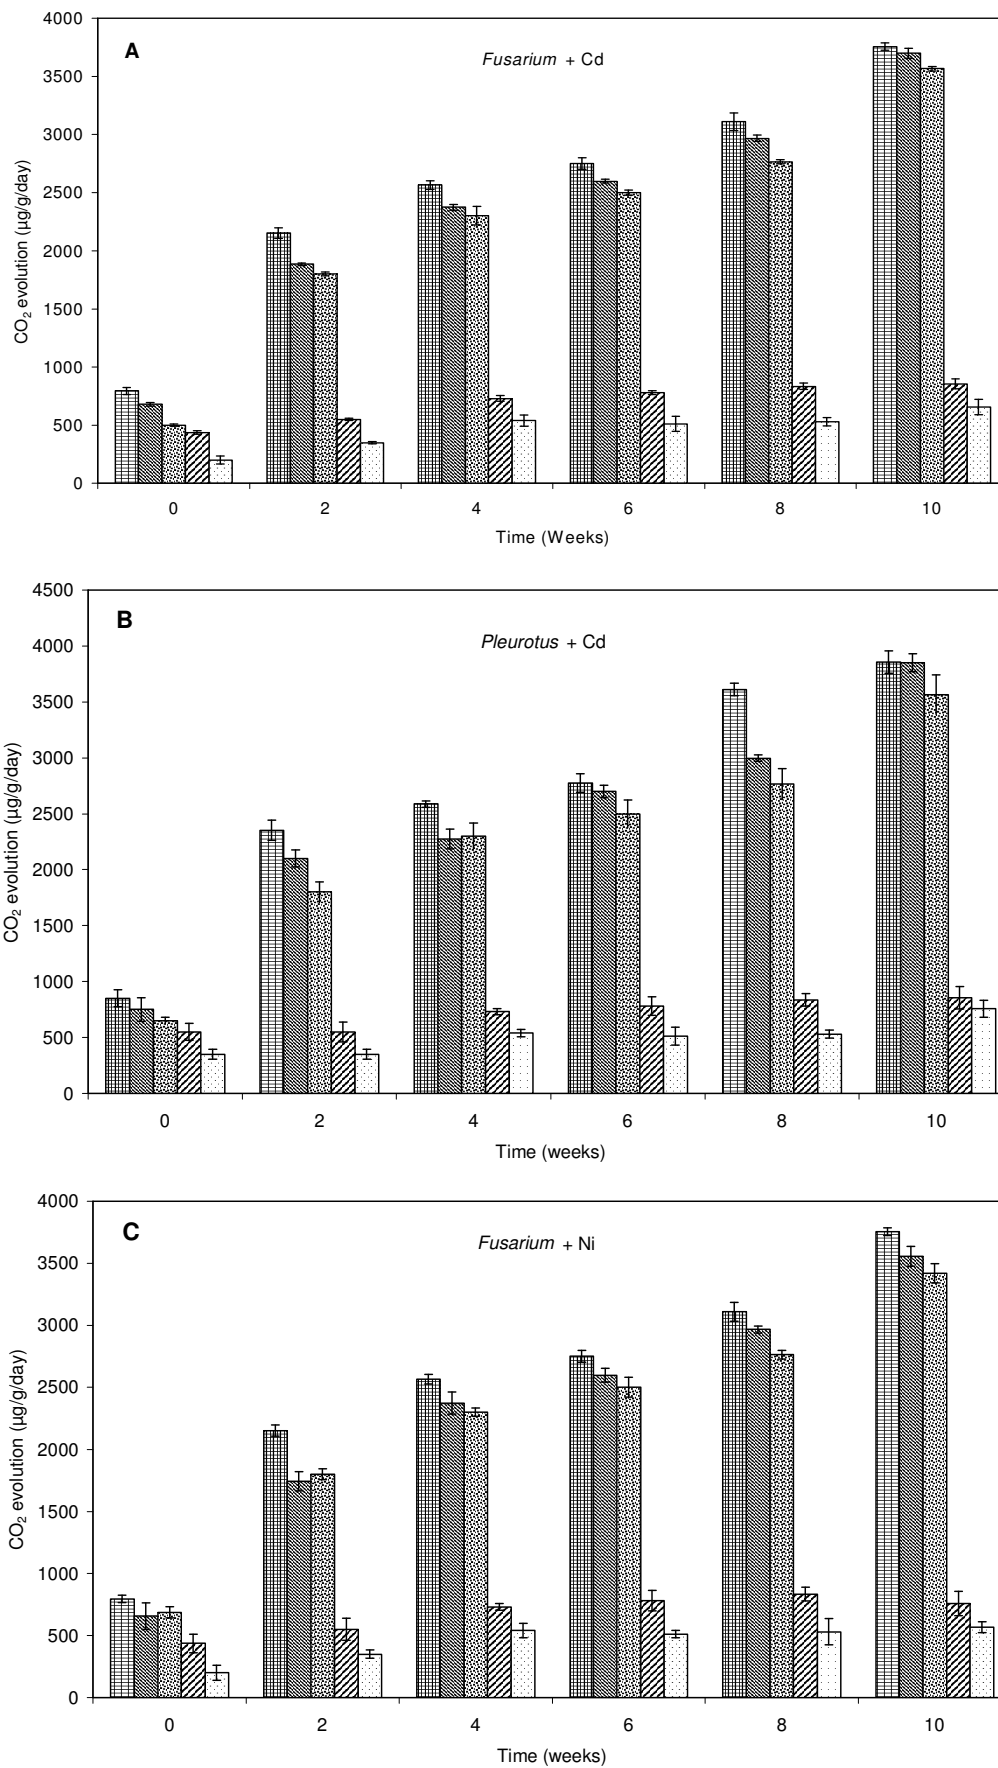 4000
A
Fusarium + Cd
3500
3000
2500
2000
1500
1000
500
0
CO2 evolution (µg/g/day)
0 2 4 6 8 10
Time (Weeks)
4500
B
Pleurotus + Cd
4000
3500
3000
2500
2000
1500
1000
500
0
CO2 evolution (µg/g/day)
0 2 4 6 8 10
Time (weeks)
4000
C
Fusarium + Ni
3500
3000
2500
2000
1500
1000
500
0
CO2 evolution (µg/g/day)
0 2 4 6 8 10
Time (weeks)